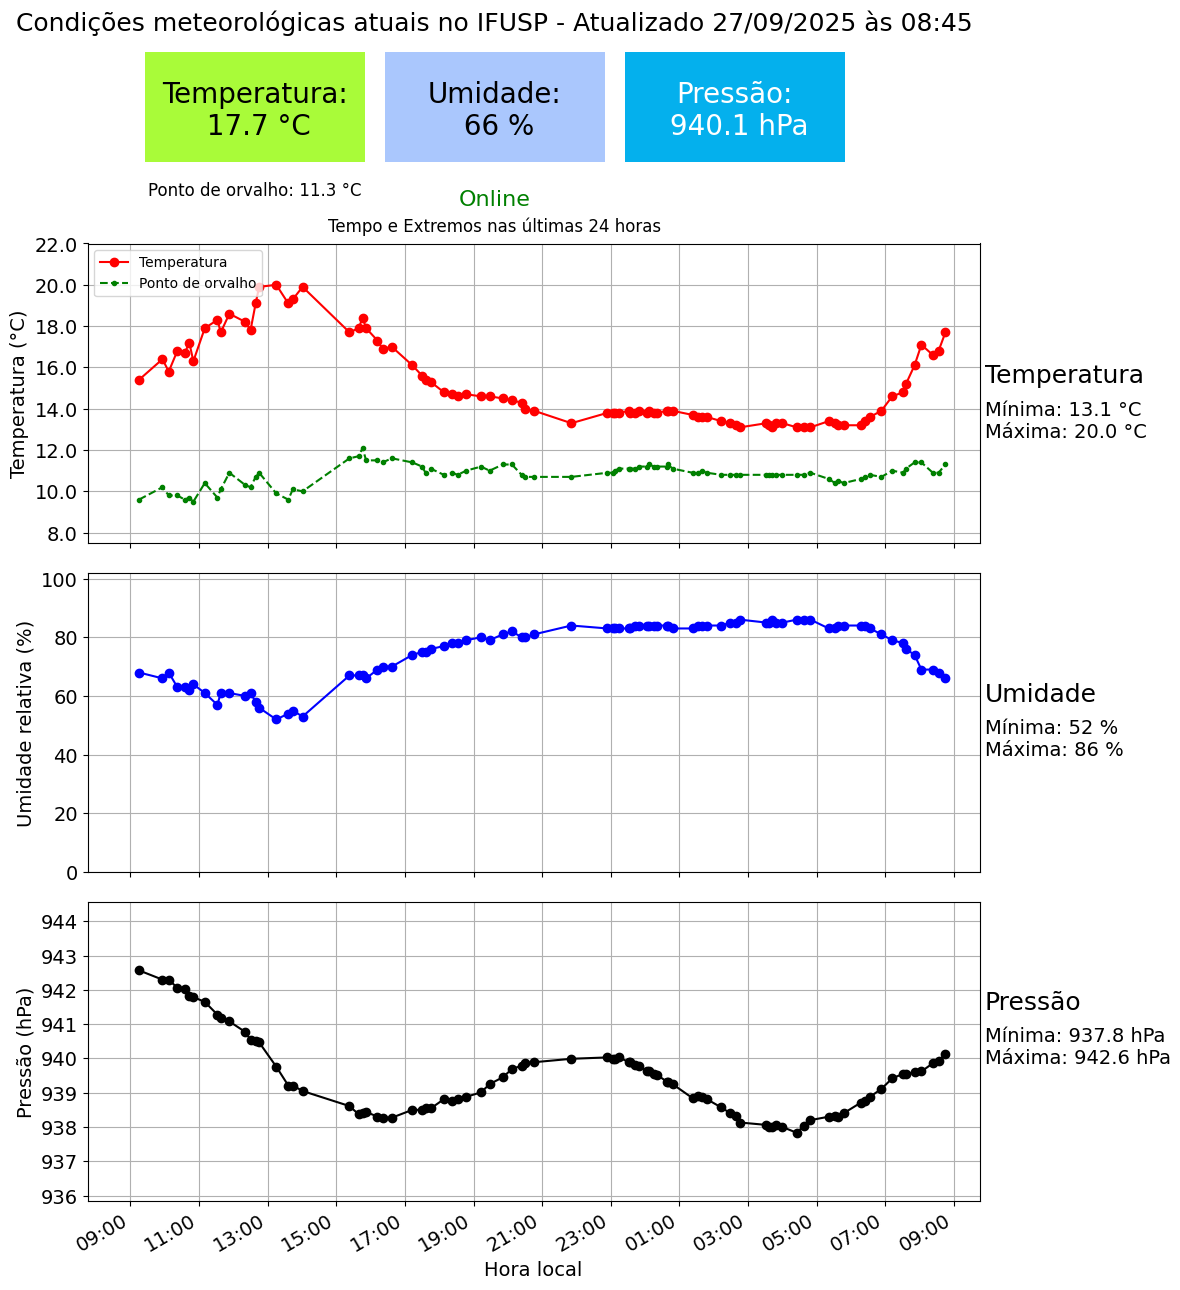 Condições meteorológicas atuais no IFUSP - Atualizado 27/09/2025 às 08:45
Temperatura:
17.7 °C
Umidade:
66 %
Pressão:
940.1 hPa
Ponto de orvalho: 11.3 °C
Online
Tempo e Extremos nas últimas 24 horas
Temperatura
Ponto de orvalho
Temperatura (°C)
22.0
20.0
18.0
16.0
14.0
12.0
10.0
8.0
Temperatura
Mínima: 13.1 °C
Máxima: 20.0 °C
Umidade relativa (%)
100
80
60
40
20
0
Umidade
Mínima: 52 %
Máxima: 86 %
Pressão (hPa)
944
943
942
941
940
939
938
937
936
Pressão
Mínima: 937.8 hPa
Máxima: 942.6 hPa
09:00 11:00 13:00 15:00 17:00 19:00 21:00 23:00 01:00 03:00 05:00 07:00 09:00
Hora local